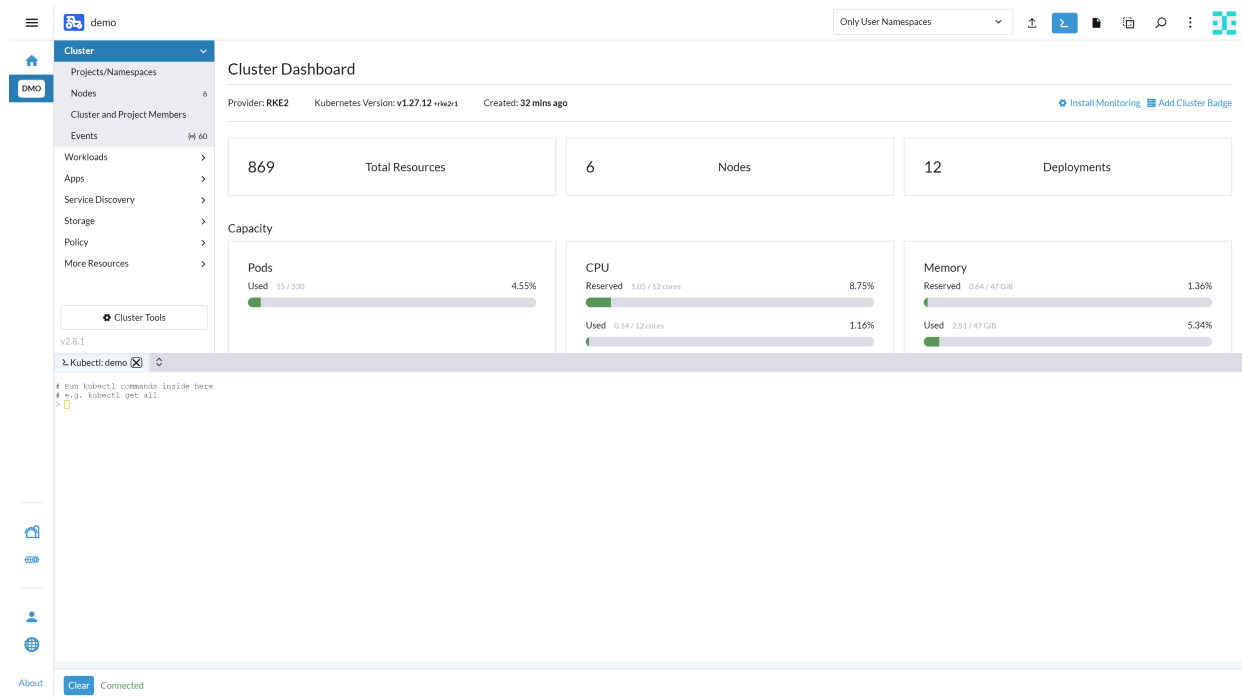 demo
Only User Namespaces
DMO
Cluster
Projects/Namespaces
Nodes 6
Cluster and Project Members
Events 60
Workloads
Apps
Service Discovery
Storage
Policy
More Resources
Cluster Tools
v2.8.1
Cluster Dashboard
Provider: RKE2 Kubernetes Version: v1.27.12 +rke2r1 Created: 32 mins ago
Install Monitoring Add Cluster Badge
869 Total Resources
6 Nodes
12 Deployments
Capacity
Pods
Used 15 / 330 4.55%
CPU
Reserved 1.05 / 12 cores 8.75%
Used 0.14 / 12 cores 1.16%
Memory
Reserved 0.64 / 47 GiB 1.36%
Used 2.51 / 47 GiB 5.34%
Kubectl: demo
# Run kubectl commands inside here
# e.g. kubectl get all
>
About
Clear Connected